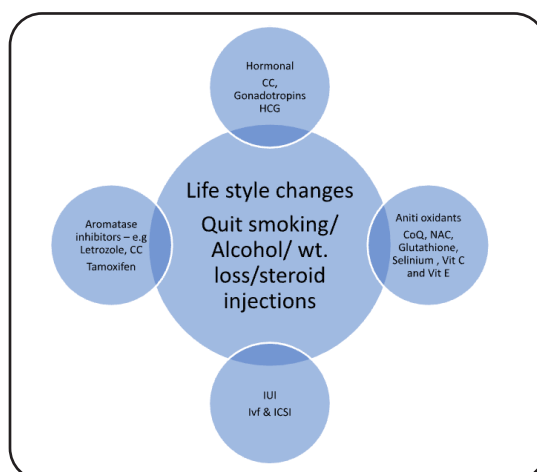 Hormonal
CC,
Gonadotropins
HCG
Life style changes
Quit smoking/
Alcohol/ wt.
loss/steroid
injections
Aromatase
inhibitors – e.g
Letrozole, CC
Tamoxifen
Aniti oxidants
CoQ, NAC,
Glutathione,
Selinium , Vit C
and Vit E
IUI
Ivf & ICSI